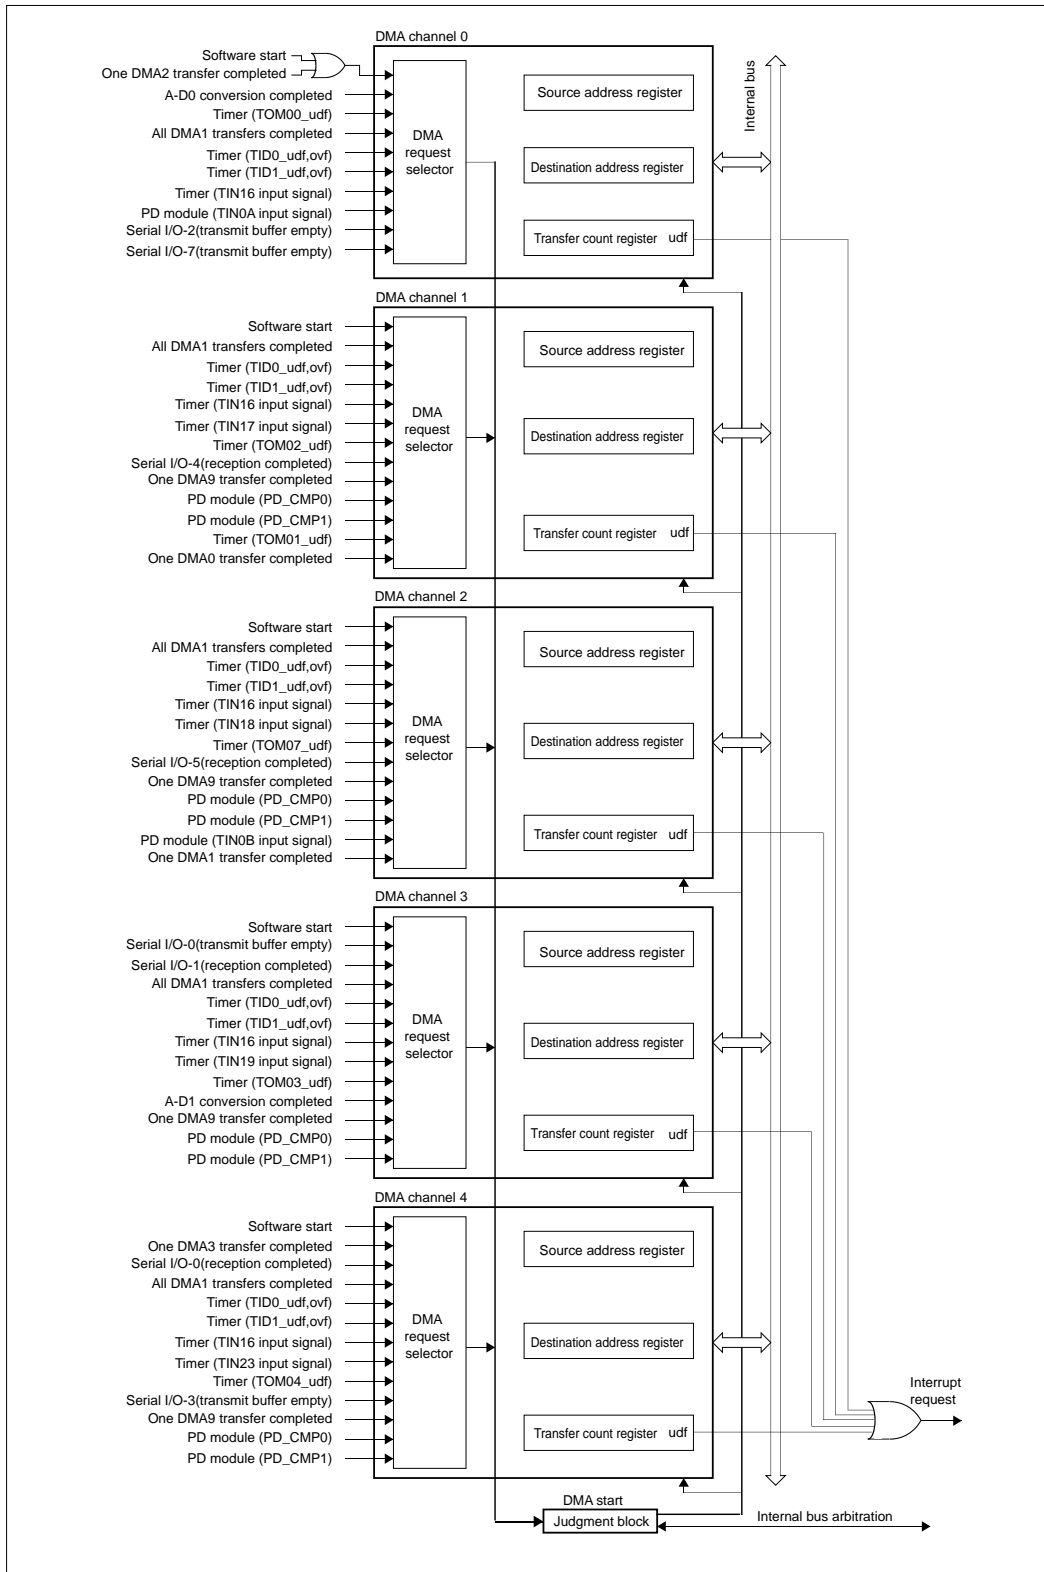 DMA channel 0
Software start
One DMA2 transfer completed
A-D0 conversion completed
Timer (TOM00_udf)
All DMA1 transfers completed
Timer (TID0_udf,ovf)
Timer (TID1_udf,ovf)
Timer (TIN16 input signal)
PD module (TIN0A input signal)
Serial I/O-2(transmit buffer empty)
Serial I/O-7(transmit buffer empty)
DMA
request
selector
Source address register
Destination address register
Transfer count register udf
Internal bus
DMA channel 1
Software start
All DMA1 transfers completed
Timer (TID0_udf,ovf)
Timer (TID1_udf,ovf)
Timer (TIN16 input signal)
Timer (TIN17 input signal)
Timer (TOM02_udf)
Serial I/O-4(reception completed)
One DMA9 transfer completed
PD module (PD_CMP0)
PD module (PD_CMP1)
Timer (TOM01_udf)
One DMA0 transfer completed
DMA
request
selector
Source address register
Destination address register
Transfer count register udf
DMA channel 2
Software start
All DMA1 transfers completed
Timer (TID0_udf,ovf)
Timer (TID1_udf,ovf)
Timer (TIN16 input signal)
Timer (TIN18 input signal)
Timer (TOM07_udf)
Serial I/O-5(reception completed)
One DMA9 transfer completed
PD module (PD_CMP0)
PD module (PD_CMP1)
PD module (TIN0B input signal)
One DMA1 transfer completed
DMA
request
selector
Source address register
Destination address register
Transfer count register udf
DMA channel 3
Software start
Serial I/O-0(transmit buffer empty)
Serial I/O-1(reception completed)
All DMA1 transfers completed
Timer (TID0_udf,ovf)
Timer (TID1_udf,ovf)
Timer (TIN16 input signal)
Timer (TIN19 input signal)
Timer (TOM03_udf)
A-D1 conversion completed
One DMA9 transfer completed
PD module (PD_CMP0)
PD module (PD_CMP1)
DMA
request
selector
Source address register
Destination address register
Transfer count register udf
DMA channel 4
Software start
One DMA3 transfer completed
Serial I/O-0(reception completed)
All DMA1 transfers completed
Timer (TID0_udf,ovf)
Timer (TID1_udf,ovf)
Timer (TIN16 input signal)
Timer (TIN23 input signal)
Timer (TOM04_udf)
Serial I/O-3(transmit buffer empty)
One DMA9 transfer completed
PD module (PD_CMP0)
PD module (PD_CMP1)
DMA
request
selector
Source address register
Destination address register
Transfer count register udf
Interrupt
request
DMA start
Judgment block
Internal bus arbitration